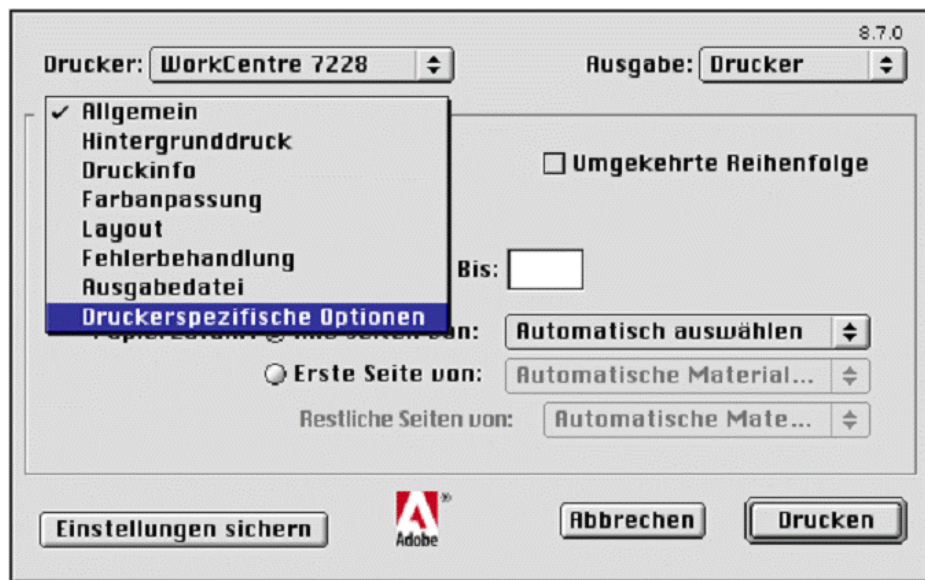 8.7.0
Drucker: WorkCentre 7228 Ausgabe: Drucker
✓ Allgemein
Hintergrunddruck
Druckinfo
Umgekehrte Reihenfolge
Farbanpassung
Layout
Fehlerbehandlung
Bis:
Ausgabedatei
Druckerspezifische Optionen
von: Automatisch auswählen
Erste Seite von: Automatische Material...
Restliche Seiten von: Automatische Mate...
Einstellungen sichern Adobe® Abbrechen Drucken